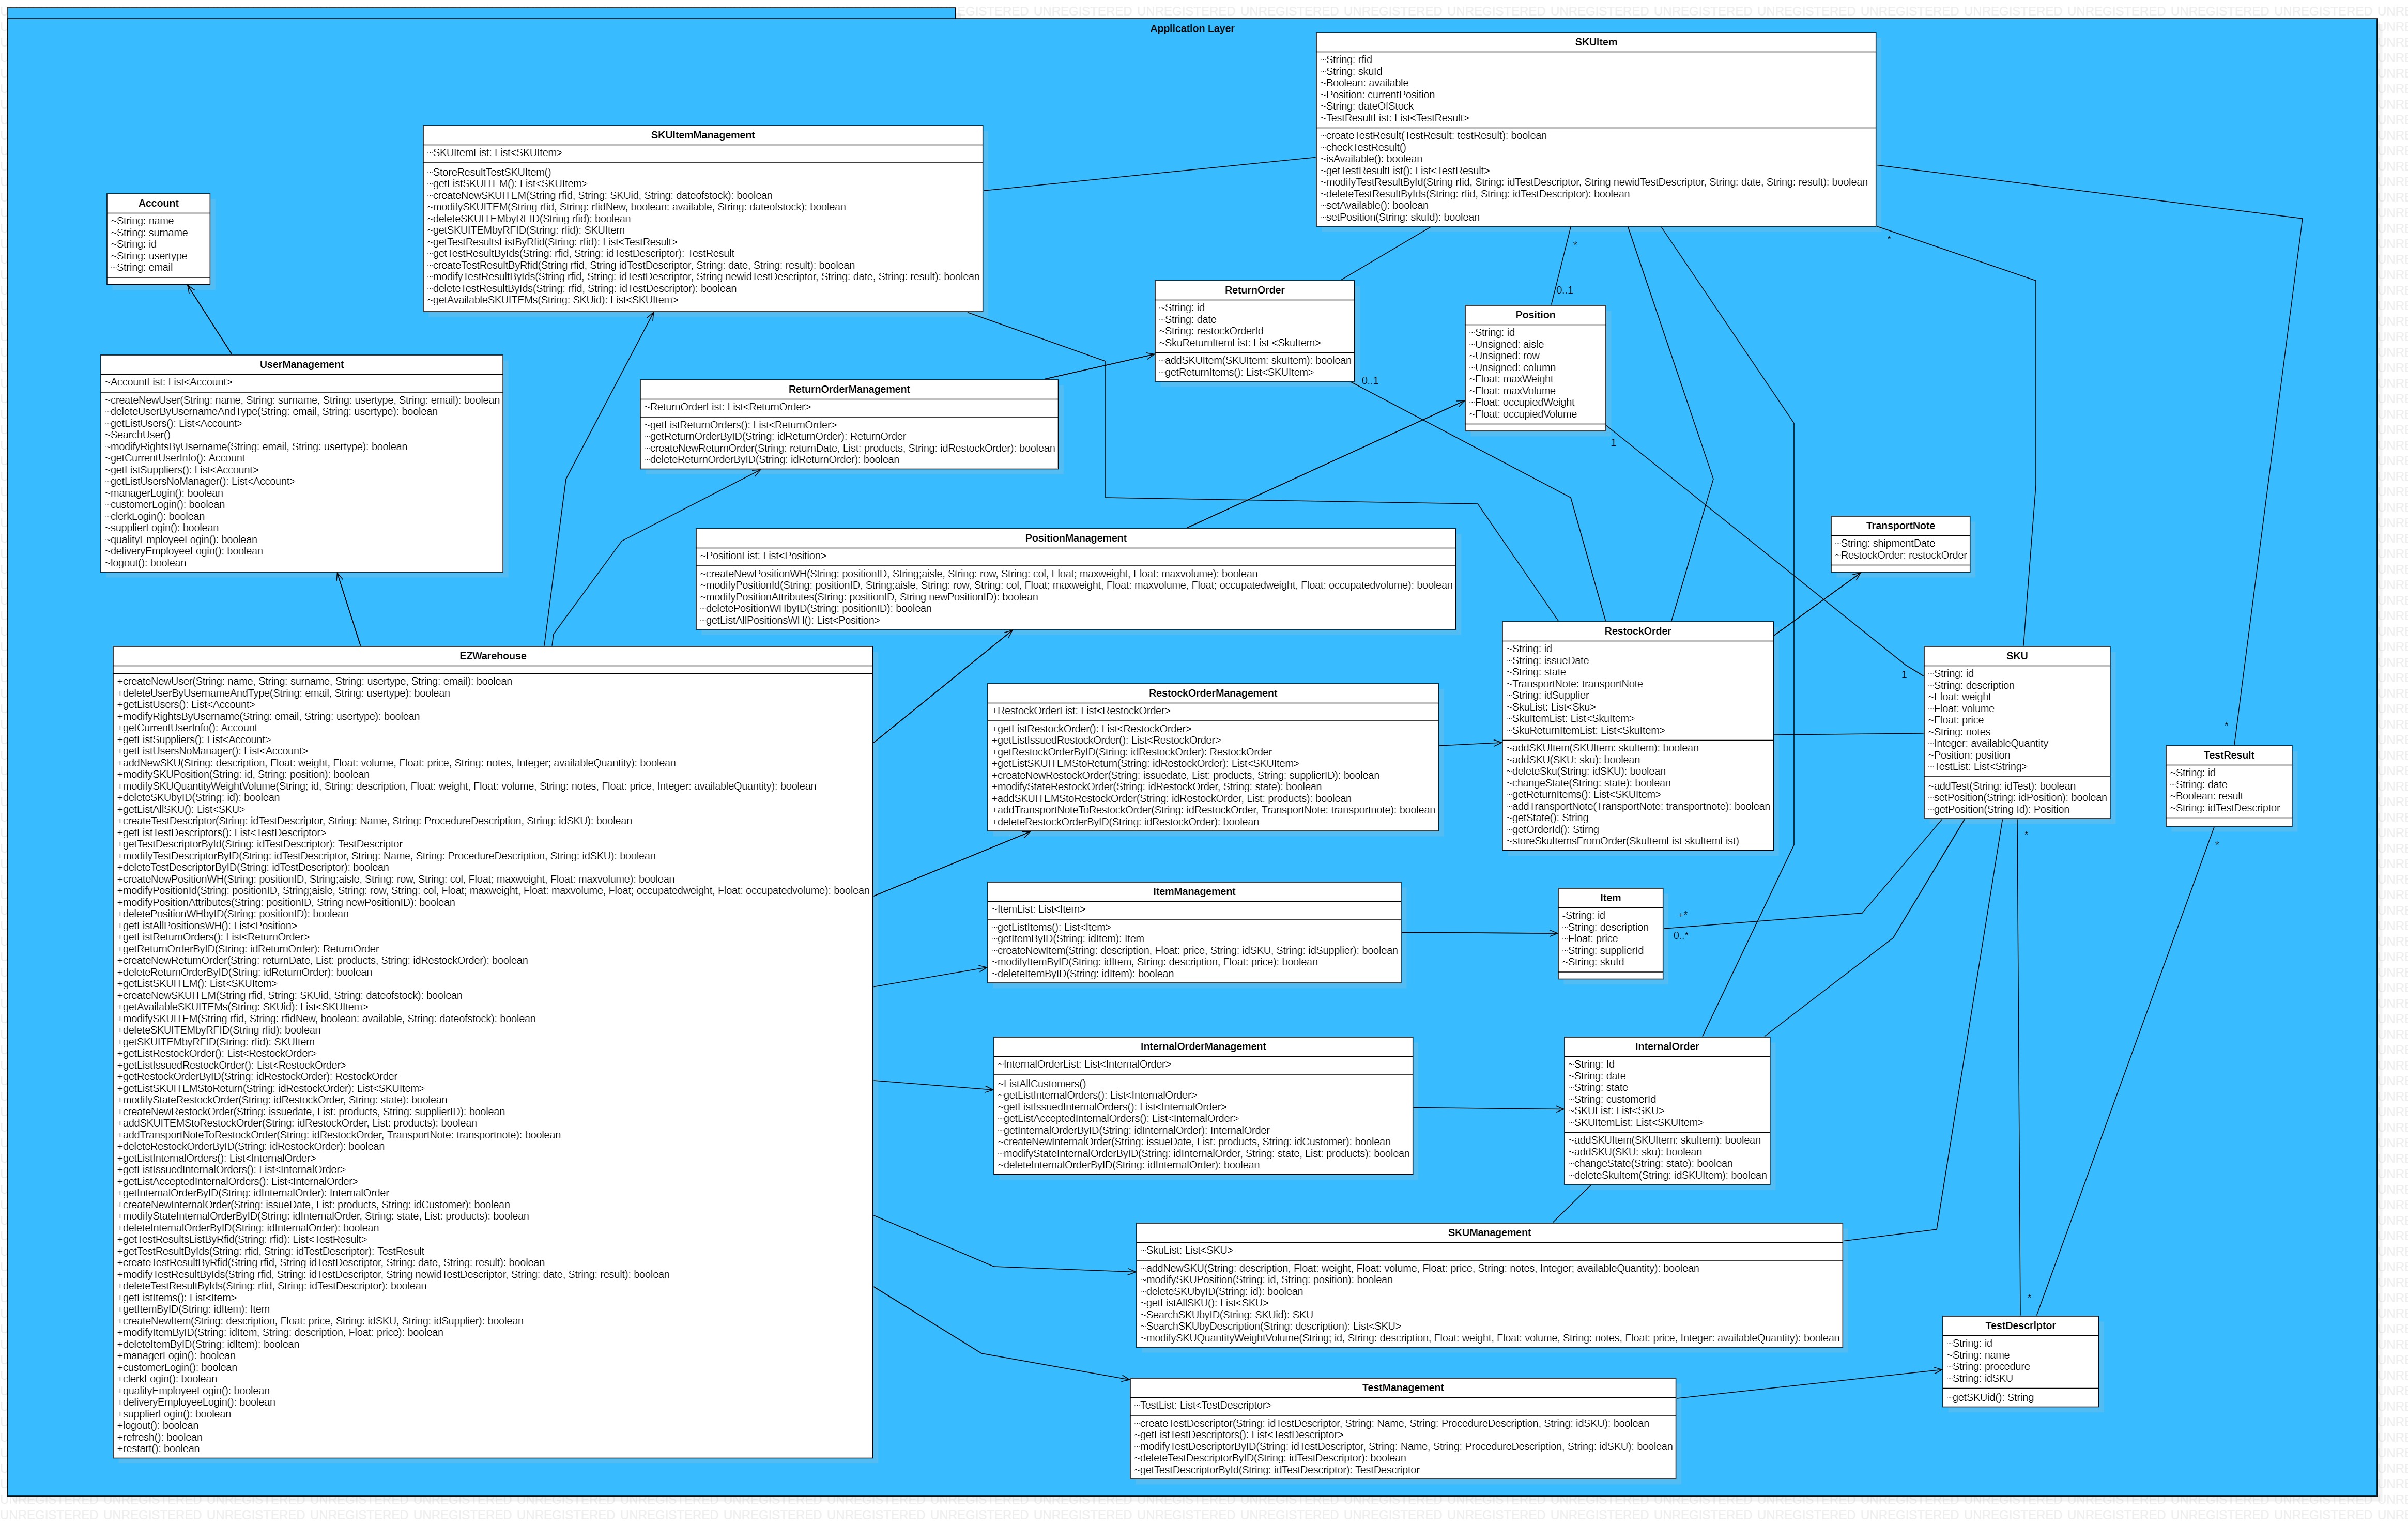 Application Layer
SKUItem
~String: rfid
~String: skuId
~Boolean: available
~Position: currentPosition
~String: dateOfStock
~TestResultList: List<TestResult>
~createTestResult(TestResult: testResult): boolean
~checkTestResult()
~isAvailable(): boolean
~getTestResultList(): List<TestResult>
~modifyTestResultById(String rfid, String: idTestDescriptor, String newidTestDescriptor, String: date, String: result): boolean
~deleteTestResultByIds(String: rfid, String: idTestDescriptor): boolean
~setAvailable(): boolean
~setPosition(String: skuId): boolean
SKUItemManagement
~SKUItemList: List<SKUItem>
~StoreResultTestSKUItem()
~getListSKUITEM(): List<SKUItem>
~createNewSKUITEM(String rfid, String: SKUid, String: dateofstock): boolean
~modifySKUITEM(String rfid, String: rfidNew, boolean: available, String: dateofstock): boolean
~deleteSKUITEMbyRFID(String rfid): boolean
~getSKUITEMbyRFID(String: rfid): SKUItem
~getTestResultsListByRfid(String: rfid): List<TestResult>
~getTestResultByIds(String: rfid, String: idTestDescriptor): TestResult
~createTestResultByRfid(String rfid, String idTestDescriptor, String: date, String: result): boolean
~modifyTestResultByIds(String rfid, String: idTestDescriptor, String newidTestDescriptor, String: date, String: result): boolean
~deleteTestResultByIds(String: rfid, String: idTestDescriptor): boolean
~getAvailableSKUITEMs(String: SKUid): List<SKUItem>
Account
~String: name
~String: surname
~String: id
~String: usertype
~String: email
*
*
0..1
ReturnOrder
~String: id
~String: date
~String: restockOrderId
~SkuReturnItemList: List <SkuItem>
~addSKUItem(SKUItem: skuItem): boolean
~getReturnItems(): List<SKUItem>
0..1
Position
~String: id
~Unsigned: aisle
~Unsigned: row
~Unsigned: column
~Float: maxWeight
~Float: maxVolume
~Float: occupiedWeight
~Float: occupiedVolume
1
UserManagement
~AccountList: List<Account>
~createNewUser(String: name, String: surname, String: usertype, String: email): boolean
~deleteUserByUsernameAndType(String: email, String: usertype): boolean
~getListUsers(): List<Account>
~SearchUser()
~modifyRightsByUsername(String: email, String: usertype): boolean
~getCurrentUserInfo(): Account
~getListSuppliers(): List<Account>
~getListUsersNoManager(): List<Account>
~managerLogin(): boolean
~customerLogin(): boolean
~clerkLogin(): boolean
~supplierLogin(): boolean
~qualityEmployeeLogin(): boolean
~deliveryEmployeeLogin(): boolean
~logout(): boolean
ReturnOrderManagement
~ReturnOrderList: List<ReturnOrder>
~getListReturnOrders(): List<ReturnOrder>
~getReturnOrderByID(String: idReturnOrder): ReturnOrder
~createNewReturnOrder(String: returnDate, List: products, String: idRestockOrder): boolean
~deleteReturnOrderByID(String: idReturnOrder): boolean
PositionManagement
~PositionList: List<Position>
~createNewPositionWH(String: positionID, String;aisle, String: row, String: col, Float; maxweight, Float: maxvolume): boolean
~modifyPositionId(String: positionID, String;aisle, String: row, String: col, Float; maxweight, Float: maxvolume, Float; occupatedweight, Float: occupatedvolume): boolean
~modifyPositionAttributes(String: positionID, String newPositionID): boolean
~deletePositionWHbyID(String: positionID): boolean
~getListAllPositionsWH(): List<Position>
TransportNote
~String: shipmentDate
~RestockOrder: restockOrder
RestockOrder
~String: id
~String: issueDate
~String: state
~TransportNote: transportNote
~String: idSupplier
~SkuList: List<Sku>
~SkuItemList: List<SkuItem>
~SkuReturnItemList: List<SkuItem>
~addSKUItem(SKUItem: skuItem): boolean
~addSKU(SKU: sku): boolean
~deleteSku(String: idSKU): boolean
~changeState(String: state): boolean
~getReturnItems(): List<SKUItem>
~addTransportNote(TransportNote: transportnote): boolean
~getState(): String
~getOrderId(): Stirng
~storeSkuItemsFromOrder(SkuItemList skuItemList)
1
SKU
~String: id
~String: description
~Float: weight
~Float: volume
~Float: price
~String: notes
~Integer: availableQuantity
~Position: position
~TestList: List<String>
~addTest(String: idTest): boolean
~setPosition(String: idPosition): boolean
~getPosition(String Id): Position
*
*
TestResult
~String: id
~String: date
~Boolean: result
~String: idTestDescriptor
*
EZWarehouse
+createNewUser(String: name, String: surname, String: usertype, String: email): boolean
+deleteUserByUsernameAndType(String: email, String: usertype): boolean
+getListUsers(): List<Account>
+modifyRightsByUsername(String: email, String: usertype): boolean
+getCurrentUserInfo(): Account
+getListSuppliers(): List<Account>
+getListUsersNoManager(): List<Account>
+addNewSKU(String: description, Float: weight, Float: volume, Float: price, String: notes, Integer; availableQuantity): boolean
+modifySKUPosition(String: id, String: position): boolean
+modifySKUQuantityWeightVolume(String; id, String: description, Float: weight, Float: volume, String: notes, Float: price, Integer: availableQuantity): boolean
+deleteSKUbyID(String: id): boolean
+getListAllSKU(): List<SKU>
+createTestDescriptor(String: idTestDescriptor, String: Name, String: ProcedureDescription, String: idSKU): boolean
+getListTestDescriptors(): List<TestDescriptor>
+getTestDescriptorById(String: idTestDescriptor): TestDescriptor
+modifyTestDescriptorByID(String: idTestDescriptor, String: Name, String: ProcedureDescription, String: idSKU): boolean
+deleteTestDescriptorByID(String: idTestDescriptor): boolean
+createNewPositionWH(String: positionID, String;aisle, String: row, String: col, Float; maxweight, Float: maxvolume): boolean
+modifyPositionId(String: positionID, String;aisle, String: row, String: col, Float; maxweight, Float: maxvolume, Float; occupatedweight, Float: occupatedvolume): boolean
+modifyPositionAttributes(String: positionID, String newPositionID): boolean
+deletePositionWHbyID(String: positionID): boolean
+getListAllPositionsWH(): List<Position>
+getListReturnOrders(): List<ReturnOrder>
+getReturnOrderByID(String: idReturnOrder): ReturnOrder
+createNewReturnOrder(String: returnDate, List: products, String: idRestockOrder): boolean
+deleteReturnOrderByID(String: idReturnOrder): boolean
+getListSKUITEM(): List<SKUItem>
+createNewSKUITEM(String rfid, String: SKUid, String: dateofstock): boolean
+getAvailableSKUITEMs(String: SKUid): List<SKUItem>
+modifySKUITEM(String rfid, String: rfidNew, boolean: available, String: dateofstock): boolean
+deleteSKUITEMbyRFID(String rfid): boolean
+getSKUITEMbyRFID(String: rfid): SKUItem
+getListRestockOrder(): List<RestockOrder>
+getListIssuedRestockOrder(): List<RestockOrder>
+getRestockOrderByID(String: idRestockOrder): RestockOrder
+getListSKUITEMStoReturn(String: idRestockOrder): List<SKUItem>
+modifyStateRestockOrder(String: idRestockOrder, String: state): boolean
+createNewRestockOrder(String: issuedate, List: products, String: supplierID): boolean
+addSKUITEMStoRestockOrder(String: idRestockOrder, List: products): boolean
+addTransportNoteToRestockOrder(String: idRestockOrder, TransportNote: transportnote): boolean
+deleteRestockOrderByID(String: idRestockOrder): boolean
+getListInternalOrders(): List<InternalOrder>
+getListIssuedInternalOrders(): List<InternalOrder>
+getListAcceptedInternalOrders(): List<InternalOrder>
+getInternalOrderByID(String: idInternalOrder): InternalOrder
+createNewInternalOrder(String: issueDate, List: products, String: idCustomer): boolean
+modifyStateInternalOrderByID(String: idInternalOrder, String: state, List: products): boolean
+deleteInternalOrderByID(String: idInternalOrder): boolean
+getTestResultsListByRfid(String: rfid): List<TestResult>
+getTestResultByIds(String: rfid, String: idTestDescriptor): TestResult
+createTestResultByRfid(String rfid, String idTestDescriptor, String: date, String: result): boolean
+modifyTestResultByIds(String rfid, String: idTestDescriptor, String newidTestDescriptor, String: date, String: result): boolean
+deleteTestResultByIds(String: rfid, String: idTestDescriptor): boolean
+getListItems(): List<Item>
+getItemByID(String: idItem): Item
+createNewItem(String: description, Float: price, String: idSKU, String: idSupplier): boolean
+modifyItemByID(String: idItem, String: description, Float: price): boolean
+deleteItemByID(String: idItem): boolean
+managerLogin(): boolean
+customerLogin(): boolean
+clerkLogin(): boolean
+qualityEmployeeLogin(): boolean
+deliveryEmployeeLogin(): boolean
+supplierLogin(): boolean
+logout(): boolean
+refresh(): boolean
+restart(): boolean
RestockOrderManagement
+RestockOrderList: List<RestockOrder>
+getListRestockOrder(): List<RestockOrder>
+getListIssuedRestockOrder(): List<RestockOrder>
+getRestockOrderByID(String: idRestockOrder): RestockOrder
+getListSKUITEMStoReturn(String: idRestockOrder): List<SKUItem>
+createNewRestockOrder(String: issuedate, List: products, String: supplierID): boolean
+modifyStateRestockOrder(String: idRestockOrder, String: state): boolean
+addSKUITEMStoRestockOrder(String: idRestockOrder, List: products): boolean
+addTransportNoteToRestockOrder(String: idRestockOrder, TransportNote: transportnote): boolean
+deleteRestockOrderByID(String: idRestockOrder): boolean
ItemManagement
~ItemList: List<Item>
~getListItems(): List<Item>
~getItemByID(String: idItem): Item
~createNewItem(String: description, Float: price, String: idSKU, String: idSupplier): boolean
~modifyItemByID(String: idItem, String: description, Float: price): boolean
~deleteItemByID(String: idItem): boolean
Item
-String: id
~String: description
~Float: price
~String: supplierId
~String: skuId
+*
0..*
InternalOrderManagement
~InternalOrderList: List<InternalOrder>
~ListAllCustomers()
~getListInternalOrders(): List<InternalOrder>
~getListIssuedInternalOrders(): List<InternalOrder>
~getListAcceptedInternalOrders(): List<InternalOrder>
~getInternalOrderByID(String: idInternalOrder): InternalOrder
~createNewInternalOrder(String: issueDate, List: products, String: idCustomer): boolean
~modifyStateInternalOrderByID(String: idInternalOrder, String: state, List: products): boolean
~deleteInternalOrderByID(String: idInternalOrder): boolean
InternalOrder
~String: Id
~String: date
~String: state
~String: customerId
~SKUList: List<SKU>
~SKUItemList: List<SKUItem>
~addSKUItem(SKUItem: skuItem): boolean
~addSKU(SKU: sku): boolean
~changeState(String: state): boolean
~deleteSkuItem(String: idSKUItem): boolean
SKUManagement
~SkuList: List<SKU>
~addNewSKU(String: description, Float: weight, Float: volume, Float: price, String: notes, Integer; availableQuantity): boolean
~modifySKUPosition(String: id, String: position): boolean
~deleteSKUbyID(String: id): boolean
~getListAllSKU(): List<SKU>
~SearchSKUbyID(String: SKUid): SKU
~SearchSKUbyDescription(String: description): List<SKU>
~modifySKUQuantityWeightVolume(String; id, String: description, Float: weight, Float: volume, String: notes, Float: price, Integer: availableQuantity): boolean
*
TestDescriptor
~String: id
~String: name
~String: procedure
~String: idSKU
~getSKUid(): String
TestManagement
~TestList: List<TestDescriptor>
~createTestDescriptor(String: idTestDescriptor, String: Name, String: ProcedureDescription, String: idSKU): boolean
~getListTestDescriptors(): List<TestDescriptor>
~modifyTestDescriptorByID(String: idTestDescriptor, String: Name, String: ProcedureDescription, String: idSKU): boolean
~deleteTestDescriptorByID(String: idTestDescriptor): boolean
~getTestDescriptorById(String: idTestDescriptor): TestDescriptor